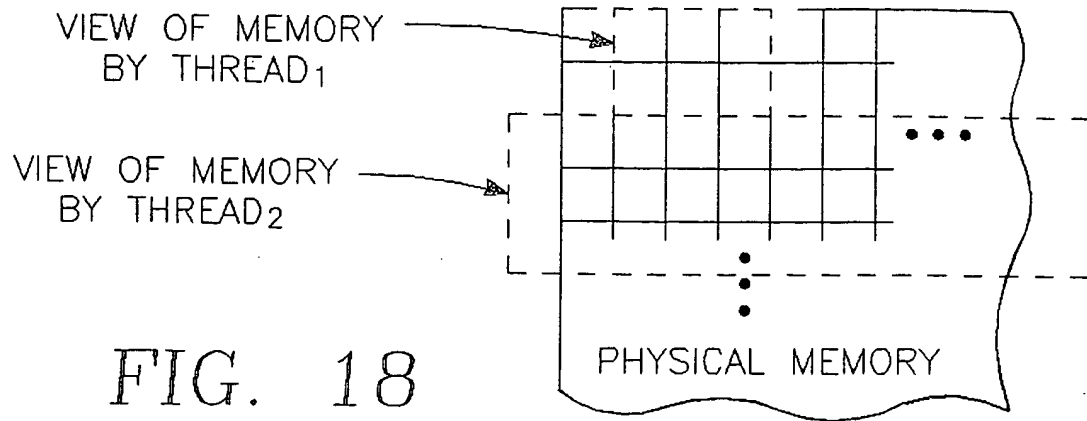 VIEW OF MEMORY
BY THREAD₁
VIEW OF MEMORY
BY THREAD₂
PHYSICAL MEMORY
FIG. 18